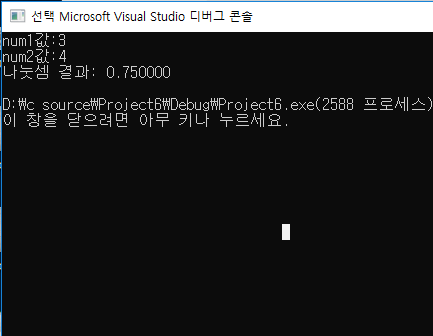 선택 Microsoft Visual Studio 디버그 콘솔
num1값:3
num2값:4
나눗셈 결과: 0.750000
D:₩c source₩Project6₩Debug₩Project6.exe(2588 프로세스)
이 창을 닫으려면 아무 키나 누르세요.